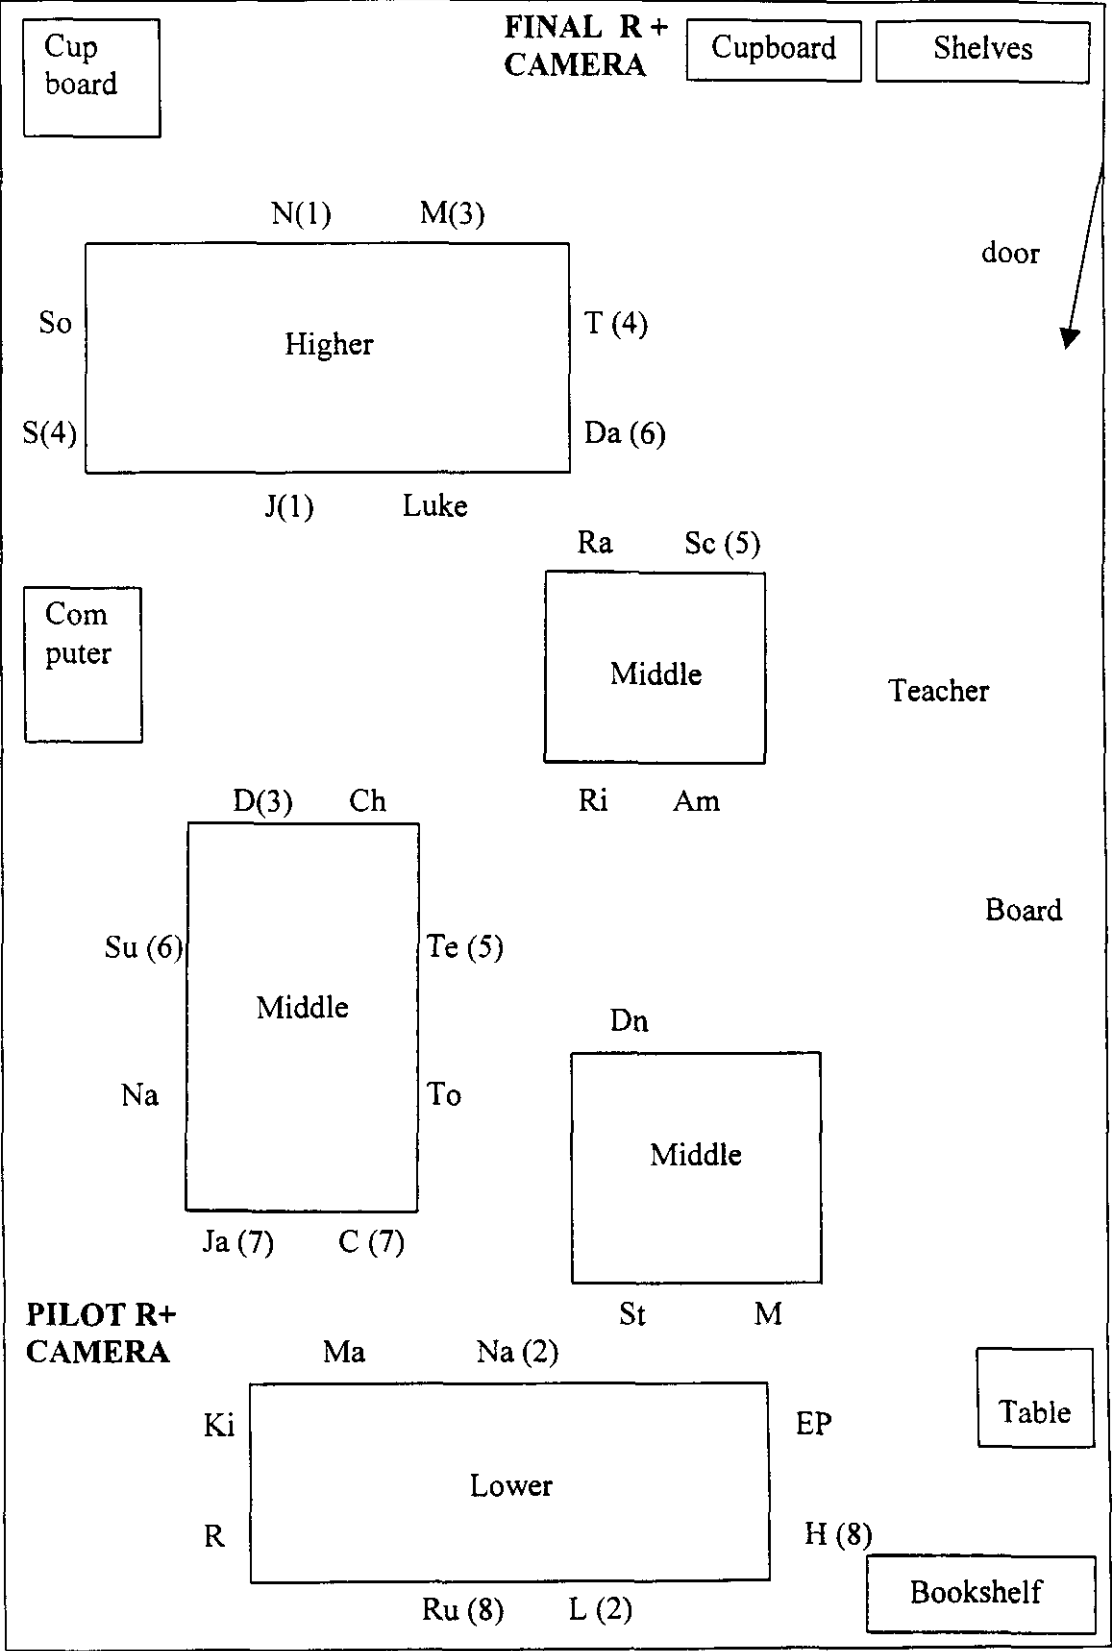 Cup
board
FINAL R +
CAMERA
Cupboard
Shelves
N(1)
M(3)
door
So
Higher
T (4)
S(4)
Da (6)
J(1)
Luke
Ra
Sc (5)
Com
puter
Middle
Teacher
D(3)
Ch
Ri
Am
Board
Su (6)
Te (5)
Middle
Dn
Na
To
Middle
Ja (7)
C (7)
PILOT R+
CAMERA
St
M
Ma
Na (2)
Ki
EP
Table
Lower
R
H (8)
Bookshelf
Ru (8)
L (2)